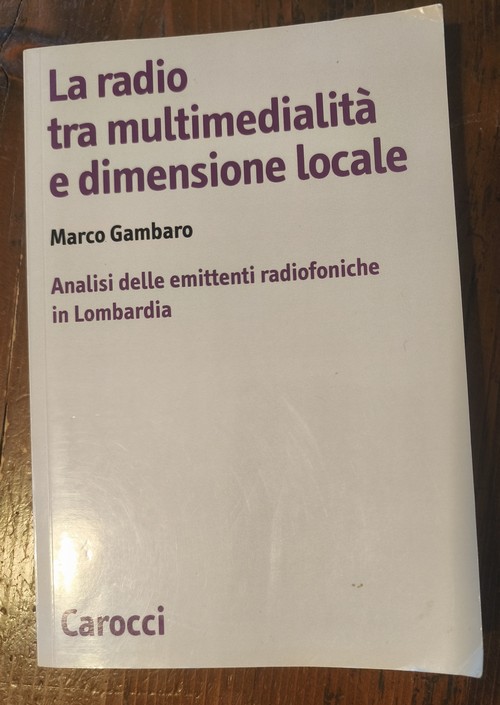 La radio
tra multimedialità
e dimensione locale
Marco Gambaro
Analisi delle emittenti radiofoniche
in Lombardia
Carocci